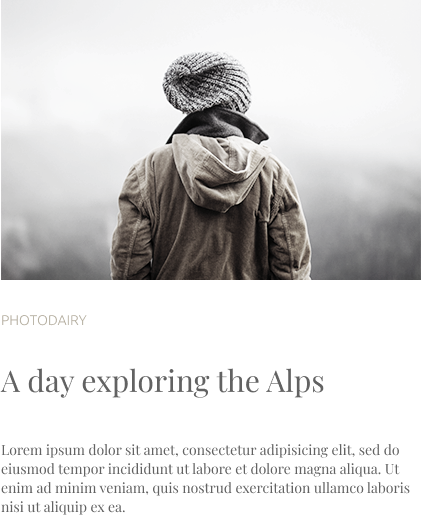 PHOTODAIRY
A day exploring the Alps
Lorem ipsum dolor sit amet, consectetur adipisicing elit, sed do
eiusmod tempor incididunt ut labore et dolore magna aliqua. Ut
enim ad minim veniam, quis nostrud exercitation ullamco laboris
nisi ut aliquip ex ea.